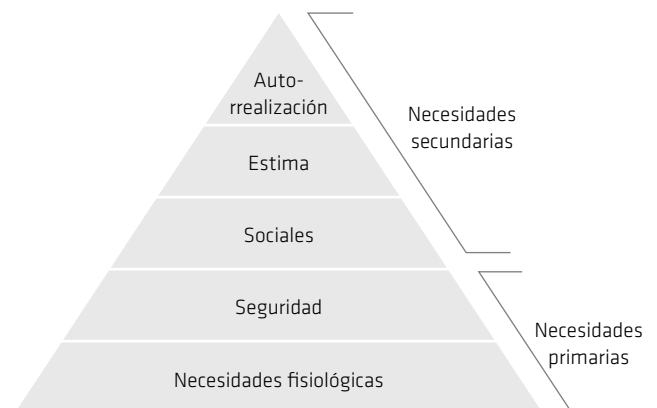 Auto-
rrealización
Necesidades
secundarias
Estima
Sociales
Seguridad
Necesidades
primarias
Necesidades fisiológicas